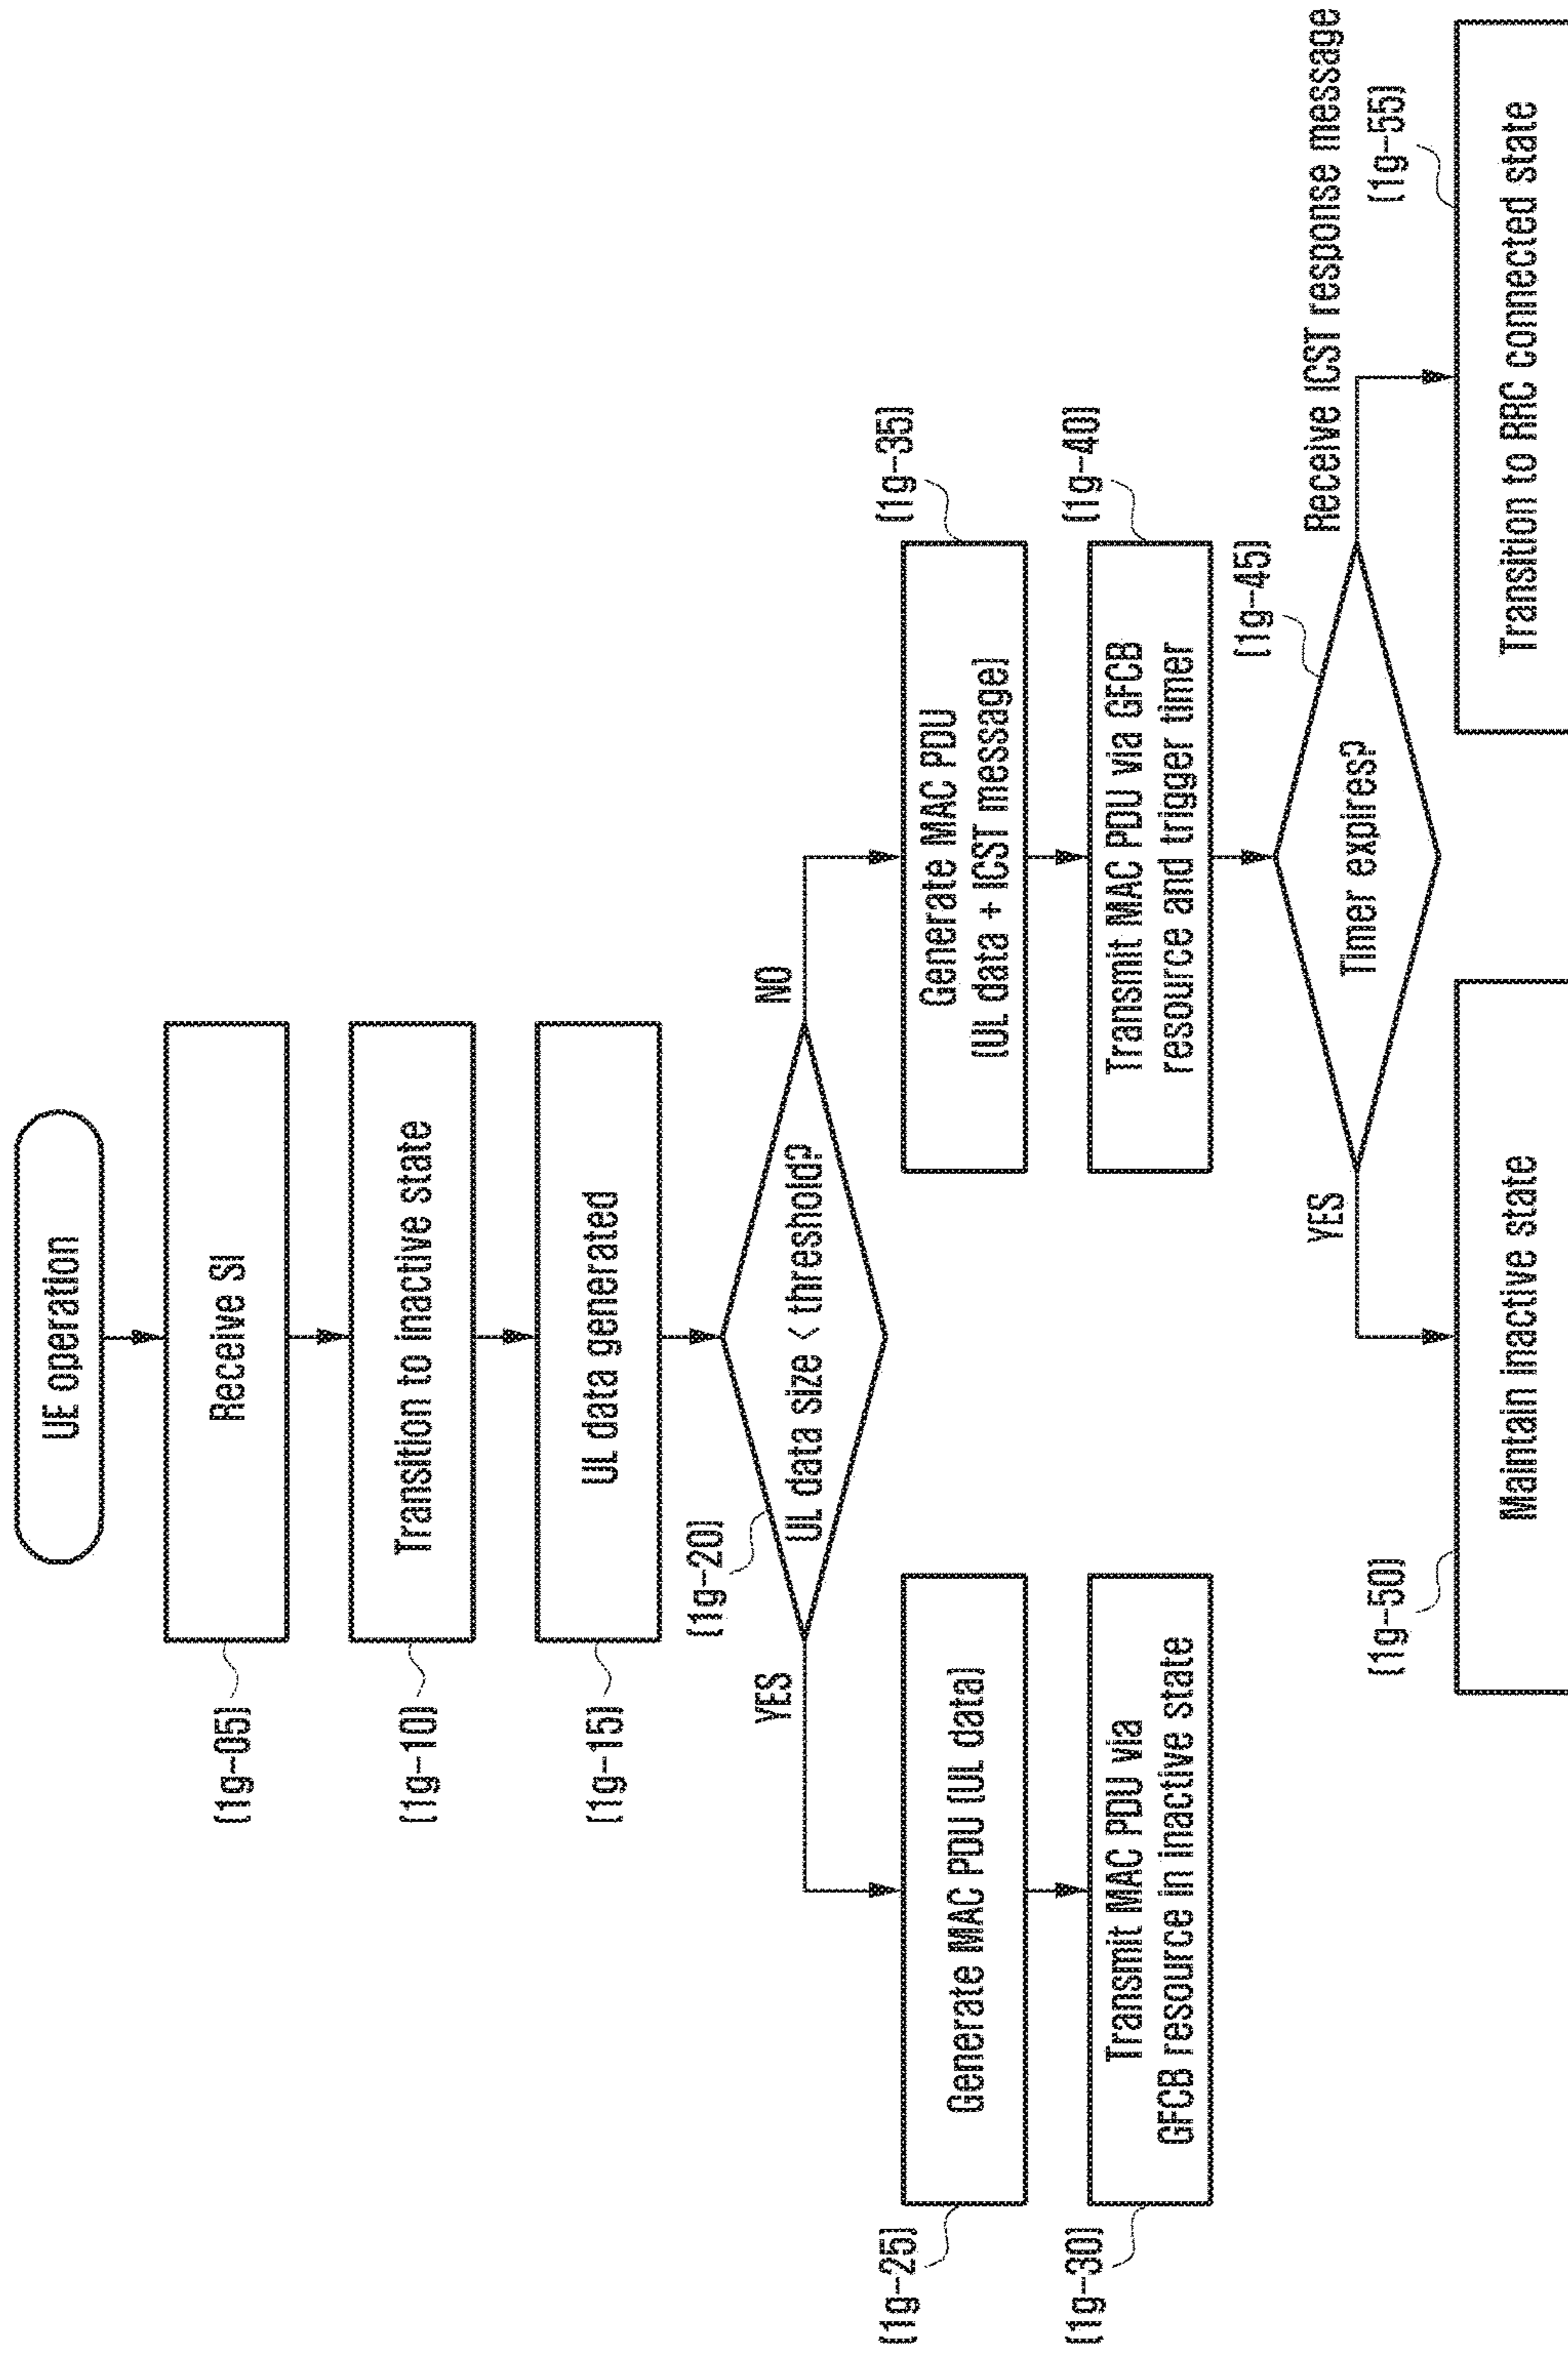 UE operation
(1g-05)
Receive SI
(1g-10)
Transition to inactive state
(1g-15)
UL data generated
(1g-20)
UL data size < threshold?
YES
NO
(1g-25)
Generate MAC PDU (UL data)
(1g-30)
Transmit MAC PDU via
GFCB resource in inactive state
(1g-35)
Generate MAC PDU
(UL data + ICST message)
(1g-40)
Transmit MAC PDU via GFCB
resource and trigger timer
(1g-45)
Timer expires?
YES
Receive ICST response message
(1g-50)
Maintain inactive state
(1g-55)
Transition to RRC connected state